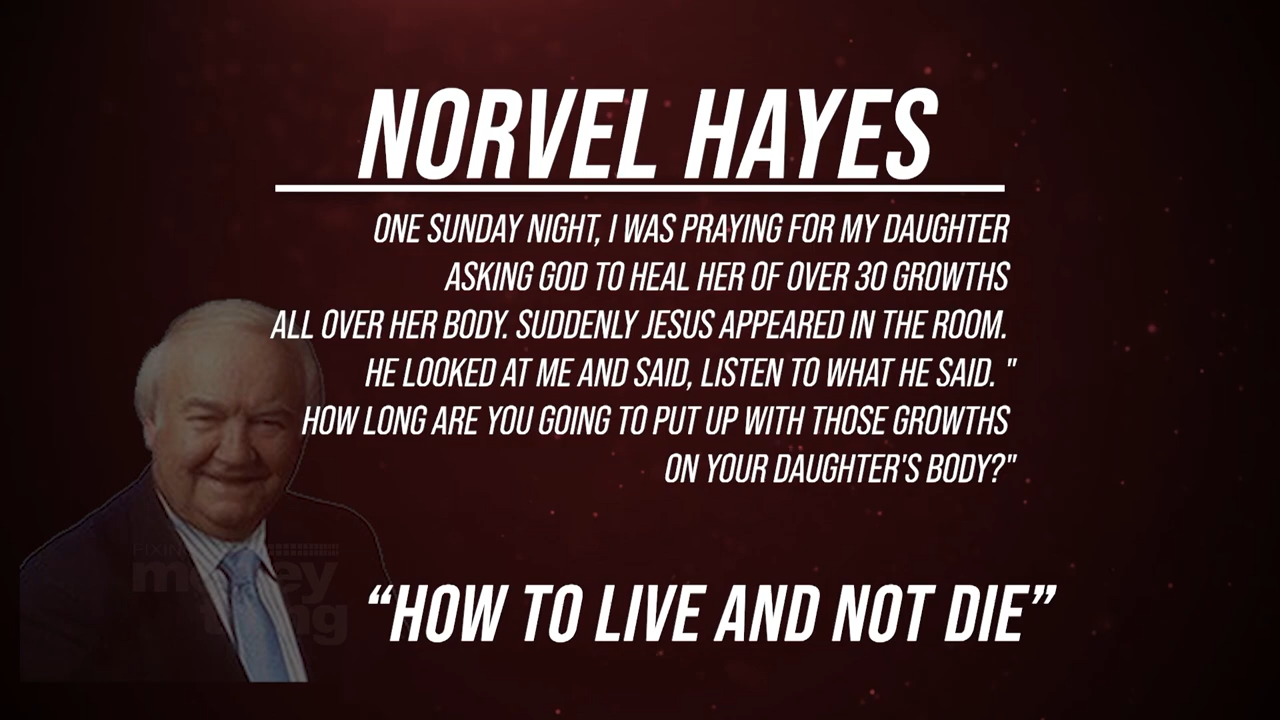 NORVEL HAYES
ONE SUNDAY NIGHT, I WAS PRAYING FOR MY DAUGHTER
ASKING GOD TO HEAL HER OF OVER 30 GROWTHS
ALL OVER HER BODY. SUDDENLY JESUS APPEARED IN THE ROOM.
HE LOOKED AT ME AND SAID, LISTEN TO WHAT HE SAID. "
HOW LONG ARE YOU GOING TO PUT UP WITH THOSE GROWTHS
ON YOUR DAUGHTER'S BODY?"
“HOW TO LIVE AND NOT DIE”